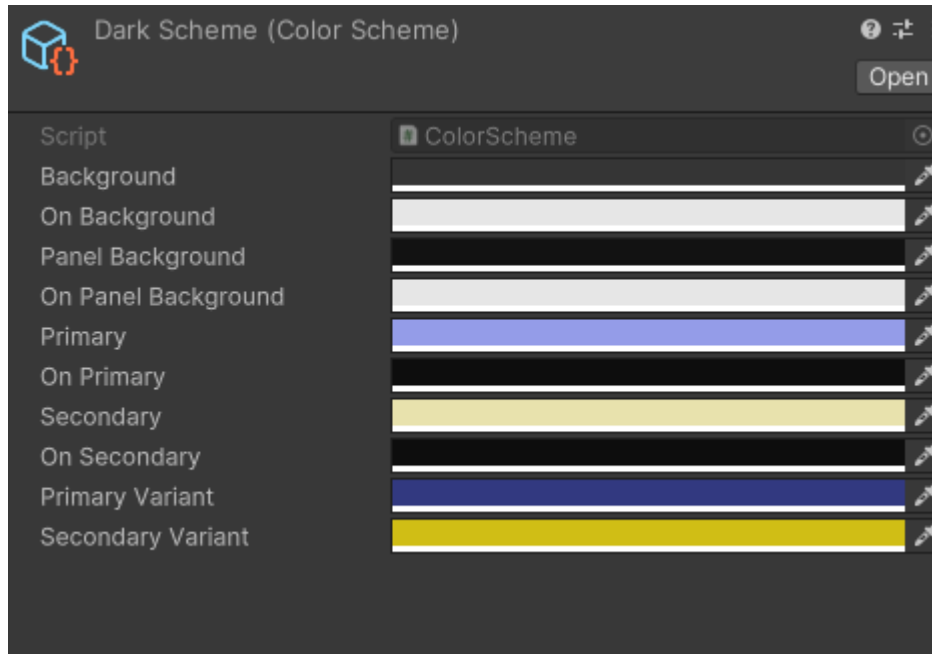 Dark Scheme (Color Scheme)
Open
Script ColorScheme
Background
On Background
Panel Background
On Panel Background
Primary
On Primary
Secondary
On Secondary
Primary Variant
Secondary Variant